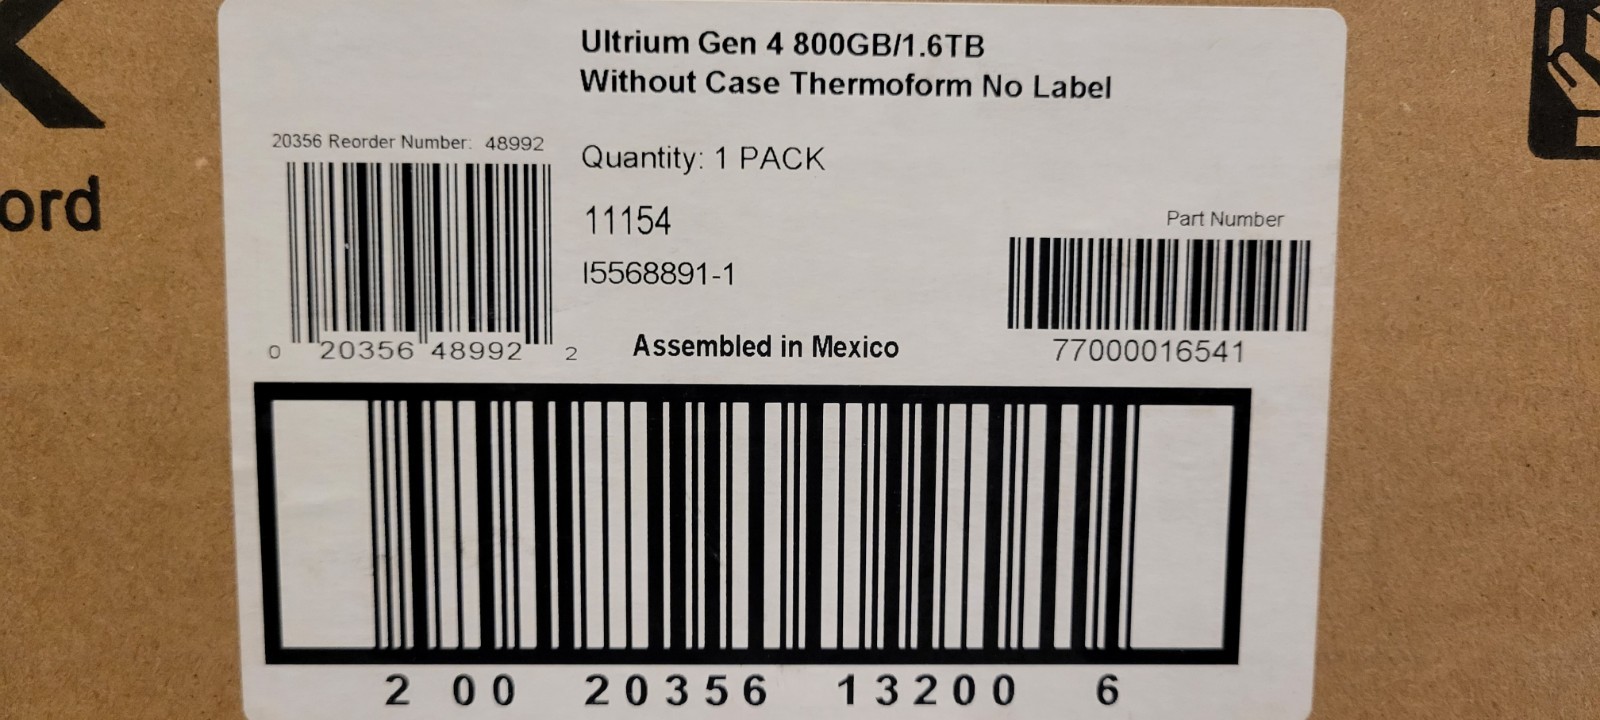 Ultrium Gen 4 800GB/1.6TB
Without Case Thermoform No Label
20356 Reorder Number: 48992
Quantity: 1 PACK
11154
I5568891-1
Part Number
0 20356 48992 2
Assembled in Mexico
77000016541
2 00 20356 13200 6